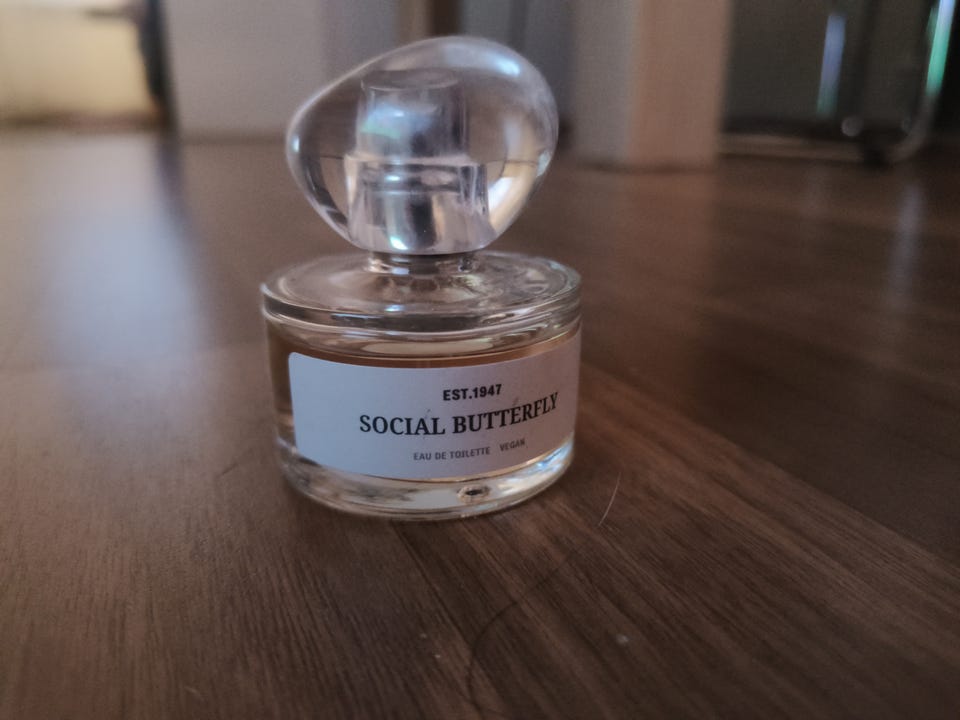 EST.1947
SOCIAL BUTTERFLY
EAU DE TOILETTE VEGAN